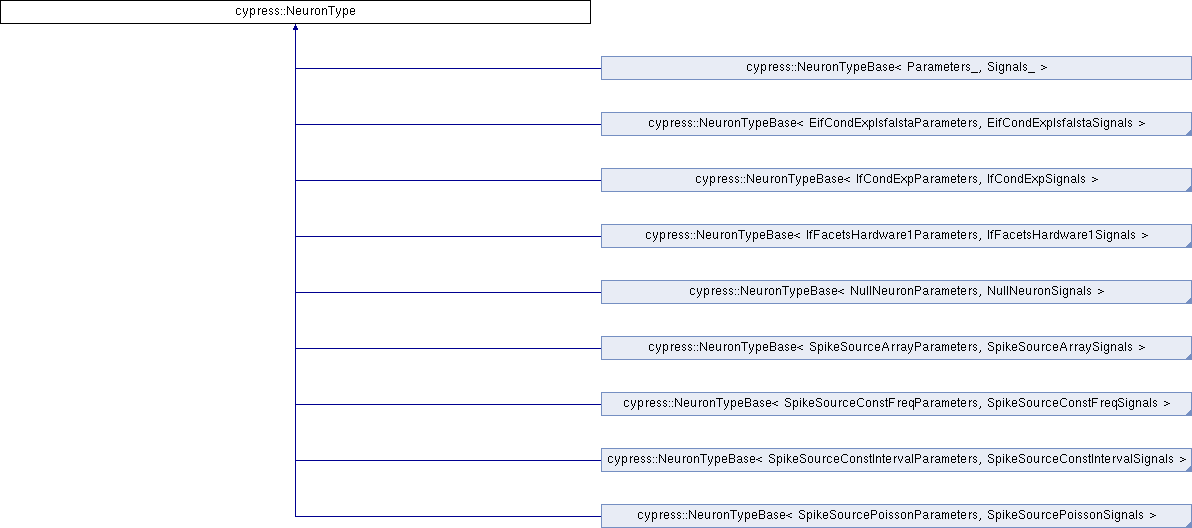 cypress::NeuronType
cypress::NeuronTypeBase< Parameters_, Signals_ >
cypress::NeuronTypeBase< EifCondExpIsfaIstaParameters, EifCondExpIsfaIstaSignals >
cypress::NeuronTypeBase< IfCondExpParameters, IfCondExpSignals >
cypress::NeuronTypeBase< IfFacetsHardware1Parameters, IfFacetsHardware1Signals >
cypress::NeuronTypeBase< NullNeuronParameters, NullNeuronSignals >
cypress::NeuronTypeBase< SpikeSourceArrayParameters, SpikeSourceArraySignals >
cypress::NeuronTypeBase< SpikeSourceConstFreqParameters, SpikeSourceConstFreqSignals >
cypress::NeuronTypeBase< SpikeSourceConstIntervalParameters, SpikeSourceConstIntervalSignals >
cypress::NeuronTypeBase< SpikeSourcePoissonParameters, SpikeSourcePoissonSignals >